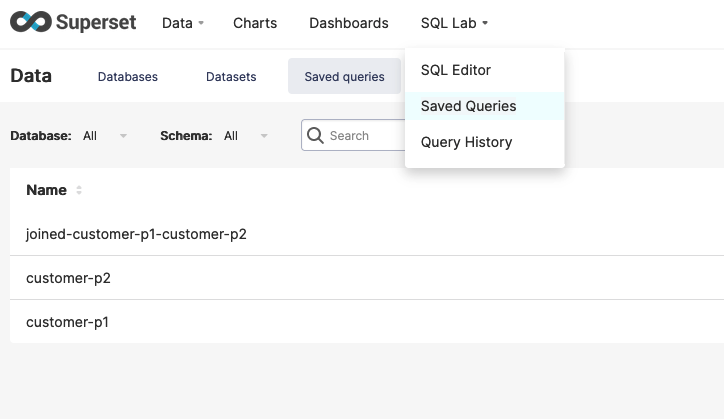 Superset Data Charts Dashboards SQL Lab
Data Databases Datasets Saved queries
SQL Editor
Saved Queries
Query History
Database: All Schema: All Search
Name
joined-customer-p1-customer-p2
customer-p2
customer-p1